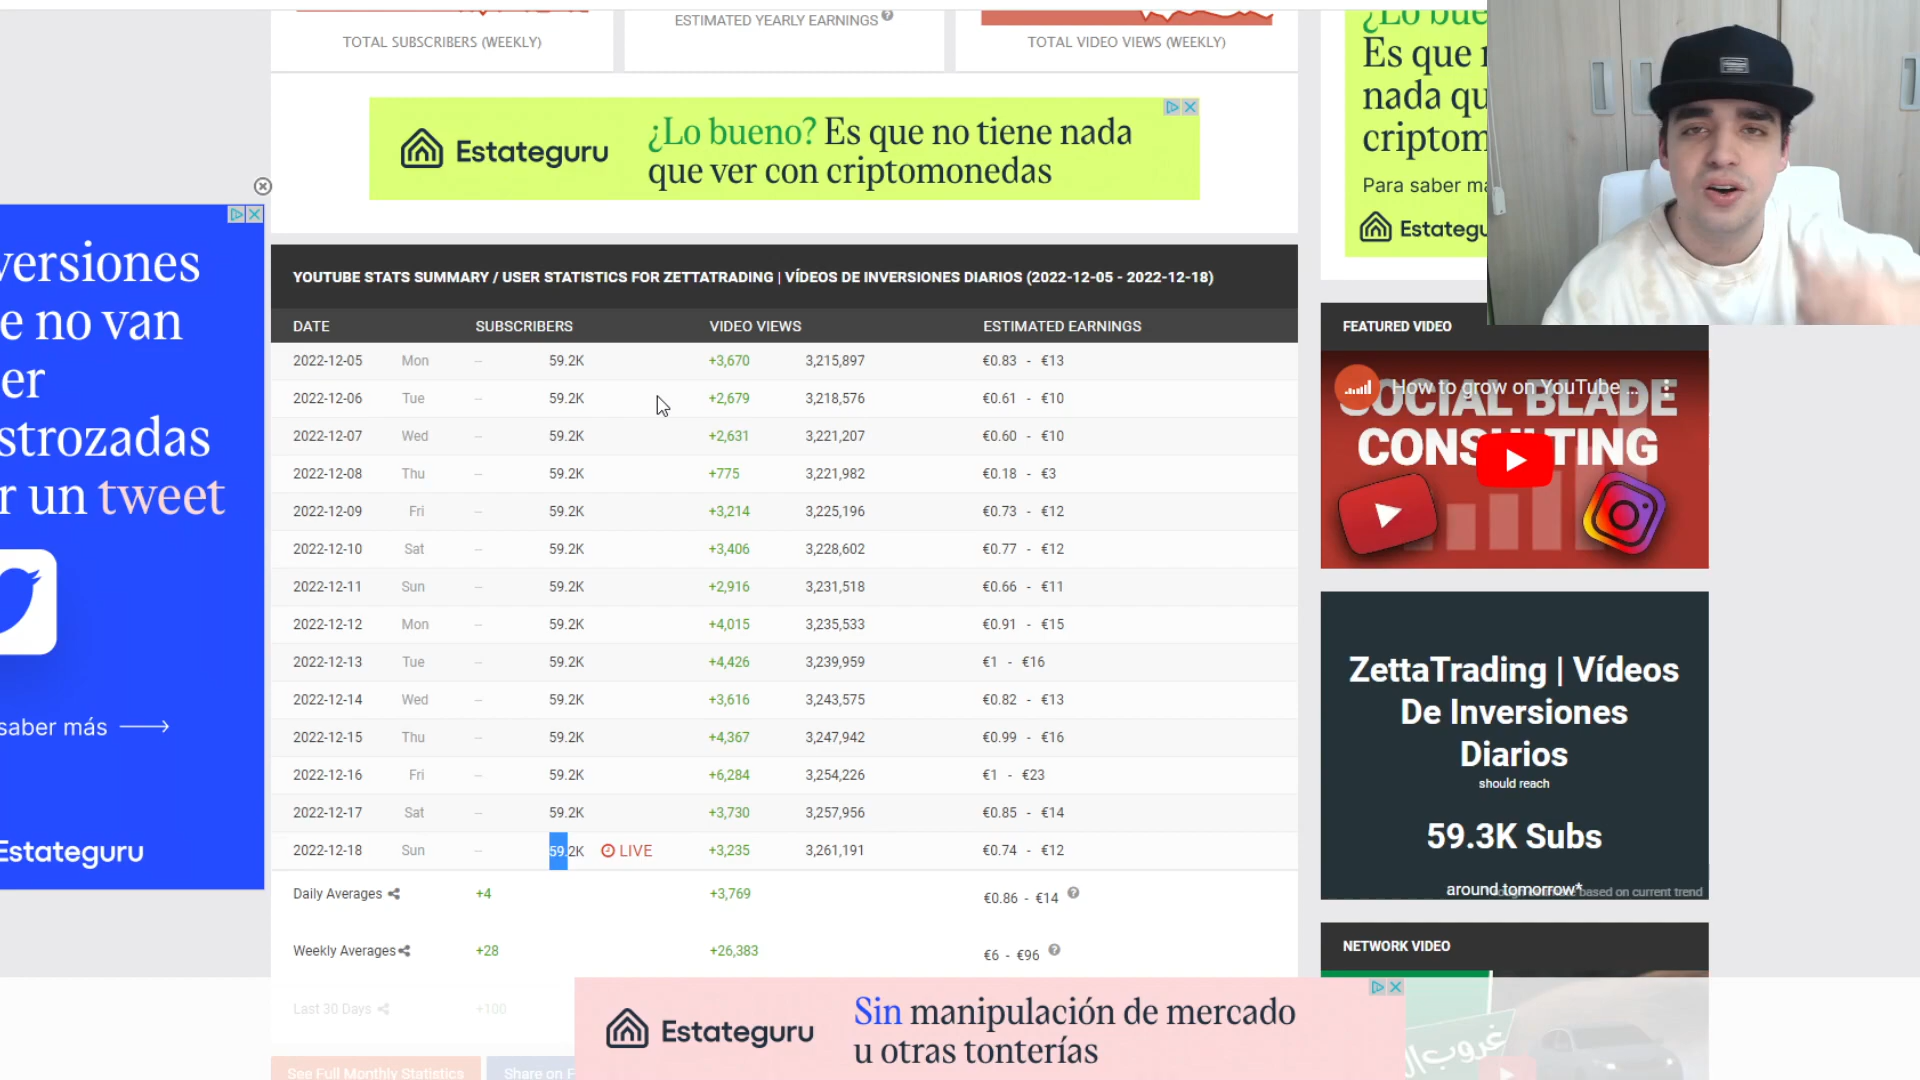 TOTAL SUBSCRIBERS (WEEKLY)
ESTIMATED YEARLY EARNINGS
TOTAL VIDEO VIEWS (WEEKLY)
Estateguru
¿Lo bueno? Es que no tiene nada
que ver con criptomonedas
¿Lo bue
Es que
nada qu
criptom
Para saber má
Estategu
versiones
e no van
er
strozadas
r un tweet
saber más
Estateguru
YOUTUBE STATS SUMMARY / USER STATISTICS FOR ZETTATRADING | VÍDEOS DE INVERSIONES DIARIOS (2022-12-05 - 2022-12-18)
DATE SUBSCRIBERS VIDEO VIEWS ESTIMATED EARNINGS
2022-12-05 Mon -- 59.2K +3,670 3,215,897 €0.83 - €13
2022-12-06 Tue -- 59.2K +2,679 3,218,576 €0.61 - €10
2022-12-07 Wed -- 59.2K +2,631 3,221,207 €0.60 - €10
2022-12-08 Thu -- 59.2K +775 3,221,982 €0.18 - €3
2022-12-09 Fri -- 59.2K +3,214 3,225,196 €0.73 - €12
2022-12-10 Sat -- 59.2K +3,406 3,228,602 €0.77 - €12
2022-12-11 Sun -- 59.2K +2,916 3,231,518 €0.66 - €11
2022-12-12 Mon -- 59.2K +4,015 3,235,533 €0.91 - €15
2022-12-13 Tue -- 59.2K +4,426 3,239,959 €1 - €16
2022-12-14 Wed -- 59.2K +3,616 3,243,575 €0.82 - €13
2022-12-15 Thu -- 59.2K +4,367 3,247,942 €0.99 - €16
2022-12-16 Fri -- 59.2K +6,284 3,254,226 €1 - €23
2022-12-17 Sat -- 59.2K +3,730 3,257,956 €0.85 - €14
2022-12-18 Sun -- 59.2K LIVE +3,235 3,261,191 €0.74 - €12
Daily Averages +4 +3,769 €0.86 - €14
Weekly Averages +28 +26,383 €6 - €96
Last 30 Days +100
See Full Monthly Statistics
Share on F
Estateguru
Sin manipulación de mercado
u otras tonterías
FEATURED VIDEO
How to grow on YouTube ...
SOCIAL BLADE
CONSULTING
ZettaTrading | Vídeos
De Inversiones
Diarios
should reach
59.3K Subs
around tomorrow*
based on current trend
NETWORK VIDEO